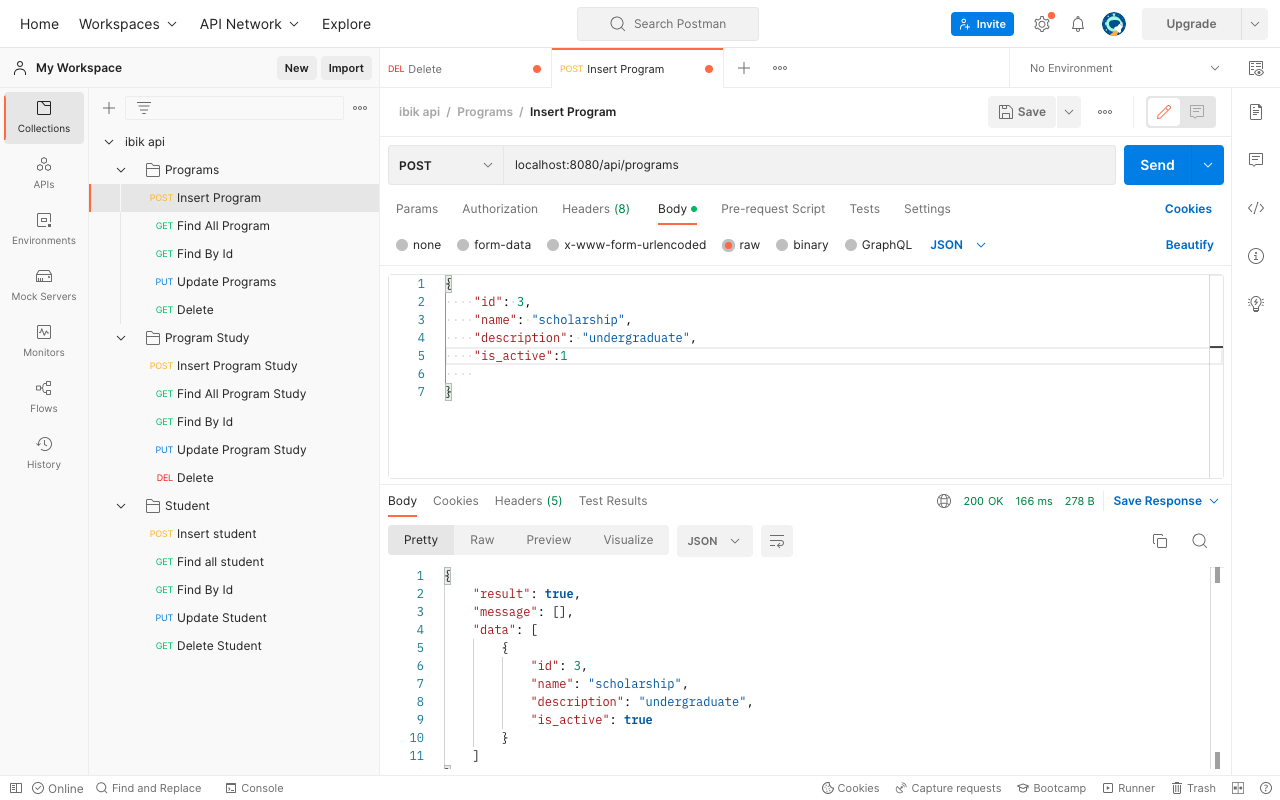 Home Workspaces API Network Explore Search Postman Invite Upgrade
My Workspace New Import DEL Delete POST Insert Program No Environment
Collections
APIs
Environments
Mock Servers
Monitors
Flows
History
ibik api
Programs
POST Insert Program
GET Find All Program
GET Find By Id
PUT Update Programs
GET Delete
Program Study
POST Insert Program Study
GET Find All Program Study
GET Find By Id
PUT Update Program Study
DEL Delete
Student
POST Insert student
GET Find all student
GET Find By Id
PUT Update Student
GET Delete Student
ibik api / Programs / Insert Program Save
POST localhost:8080/api/programs Send
Params Authorization Headers (8) Body Pre-request Script Tests Settings Cookies
none form-data x-www-form-urlencoded raw binary GraphQL JSON Beautify
1 {
2 "id": 3,
3 "name": "scholarship",
4 "description": "undergraduate",
5 "is_active":1
6
7 }
Body Cookies Headers (5) Test Results 200 OK 166 ms 278 B Save Response
Pretty Raw Preview Visualize JSON
1 {
2 "result": true,
3 "message": [],
4 "data": [
5 {
6 "id": 3,
7 "name": "scholarship",
8 "description": "undergraduate",
9 "is_active": true
10 }
11 ]
Online Find and Replace Console Cookies Capture requests Bootcamp Runner Trash